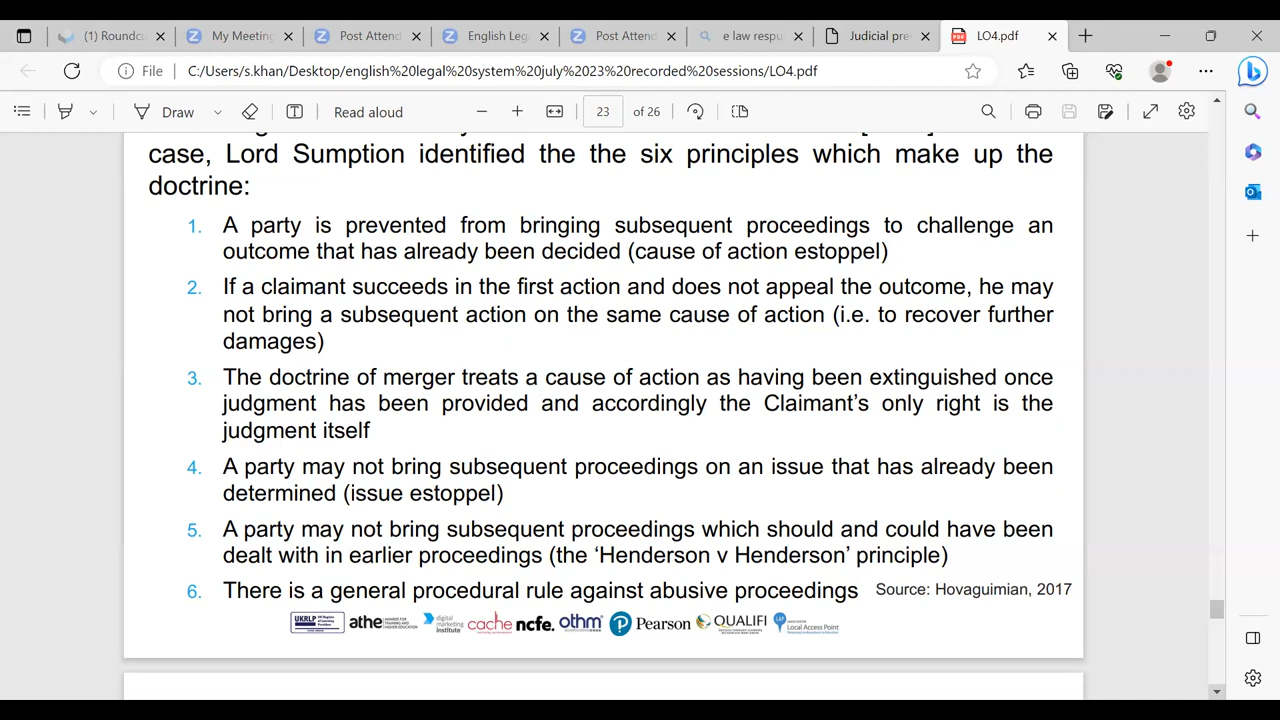 (1) Roundcu
My Meeting
Post Attend
English Leg
Post Attend
e law respu
Judicial pre
LO4.pdf
File
C:/Users/s.khan/Desktop/english%20legal%20system%20july%202023%20recorded%20sessions/LO4.pdf
Draw
Read aloud
23
of 26
case, Lord Sumption identified the the six principles which make up the
doctrine:
1. A party is prevented from bringing subsequent proceedings to challenge an
outcome that has already been decided (cause of action estoppel)
2. If a claimant succeeds in the first action and does not appeal the outcome, he may
not bring a subsequent action on the same cause of action (i.e. to recover further
damages)
3. The doctrine of merger treats a cause of action as having been extinguished once
judgment has been provided and accordingly the Claimant's only right is the
judgment itself
4. A party may not bring subsequent proceedings on an issue that has already been
determined (issue estoppel)
5. A party may not bring subsequent proceedings which should and could have been
dealt with in earlier proceedings (the ‘Henderson v Henderson’ principle)
6. There is a general procedural rule against abusive proceedings
Source: Hovaguimian, 2017
UKRLP
athe
digital
marketing
institute
cache
ncfe.
othm
Pearson
QUALIFI
Local Access Point